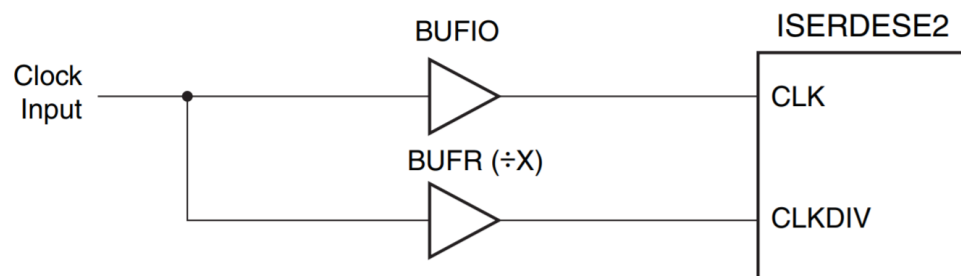 BUFIO
ISERDESE2
Clock
Input
CLK
BUFR (÷X)
CLKDIV